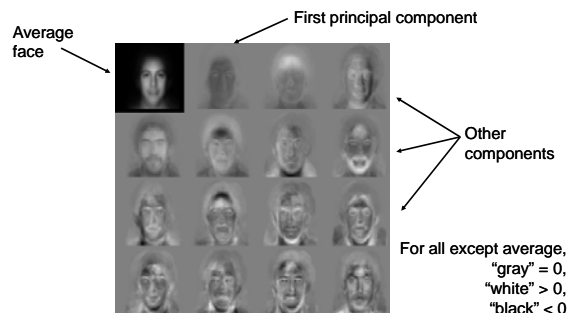 First principal component
Average
face
Other
components
For all except average,
“gray” = 0,
“white” > 0,
“black” < 0